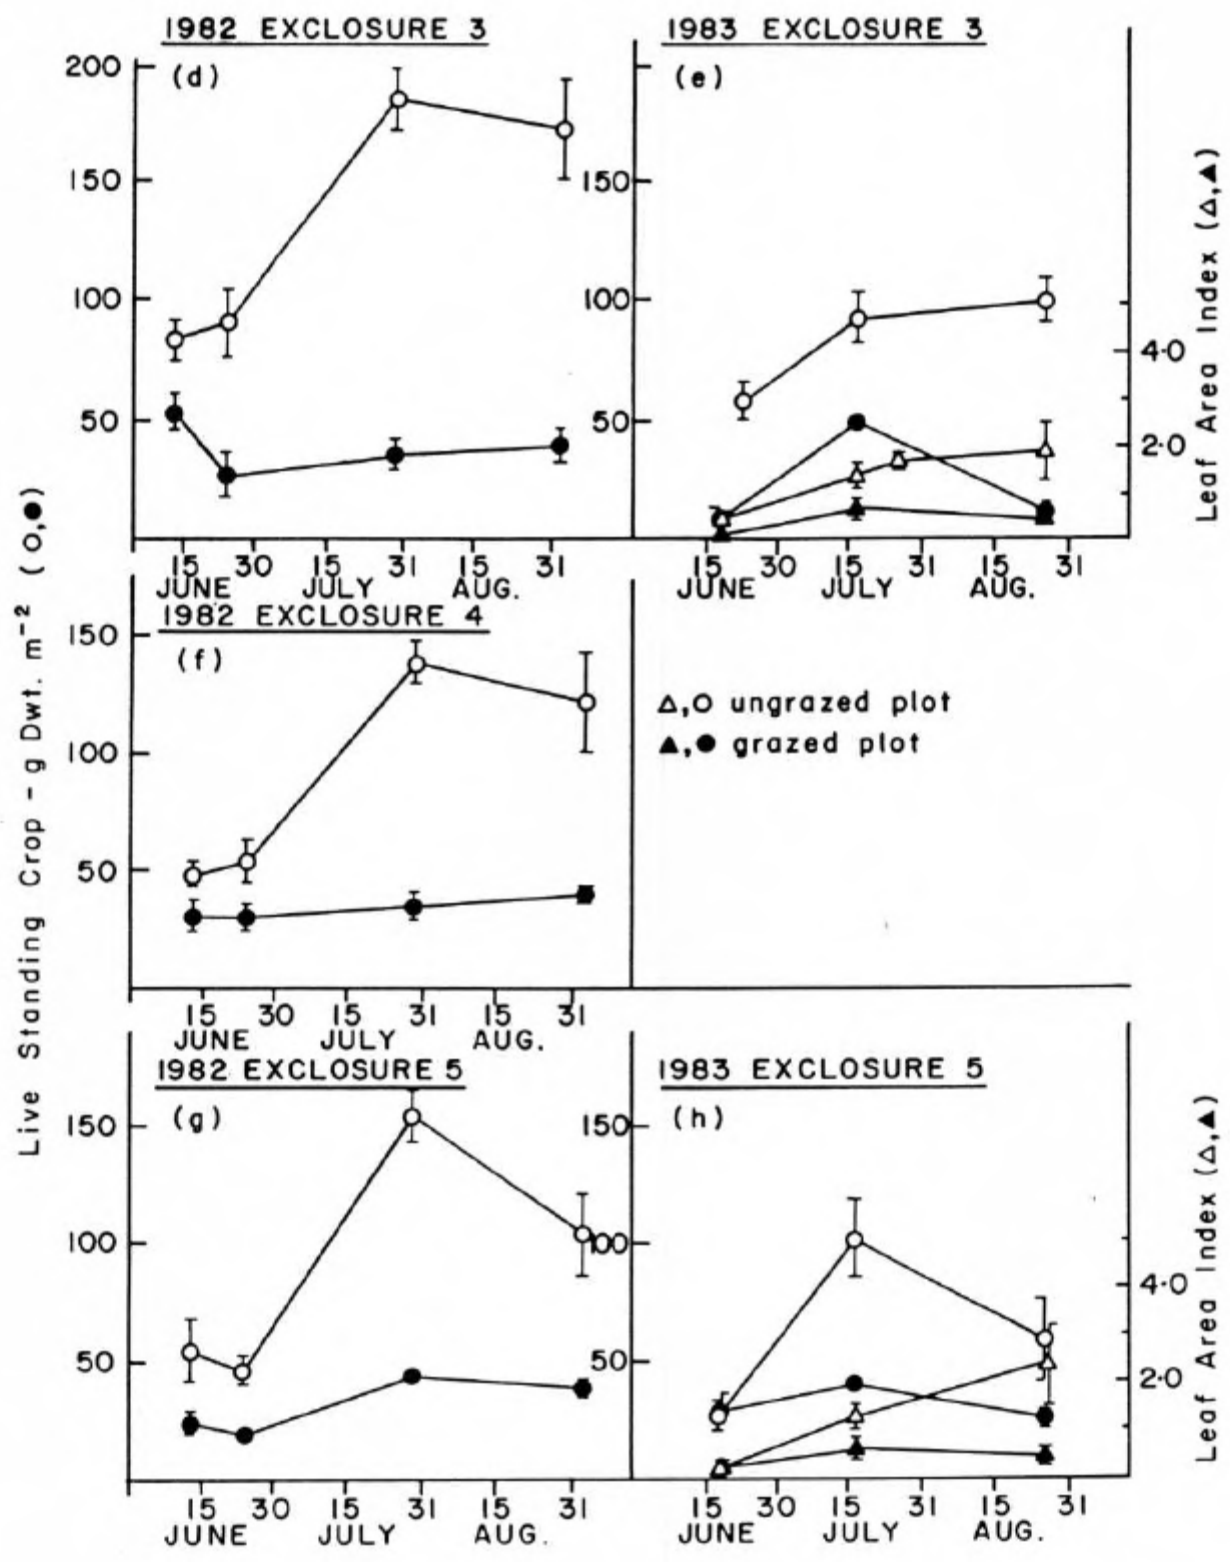 1982 EXCLOSURE 3
(d)
200
150
100
50
15 30 15 31 15 31
JUNE JULY AUG.
1983 EXCLOSURE 3
(e)
150
100
50
4·0
2·0
15 30 15 31 15 31
JUNE JULY AUG.
Leaf Area Index (△,▲)
Live Standing Crop - g Dwt. m⁻² (○,●)
1982 EXCLOSURE 4
(f)
150
100
50
15 30 15 31 15 31
JUNE JULY AUG.
△,○ ungrazed plot
▲,● grazed plot
1982 EXCLOSURE 5
(g)
150
100
50
15 30 15 31 15 31
JUNE JULY AUG.
1983 EXCLOSURE 5
(h)
150
100
50
4·0
2·0
15 30 15 31 15 31
JUNE JULY AUG.
Leaf Area Index (△,▲)